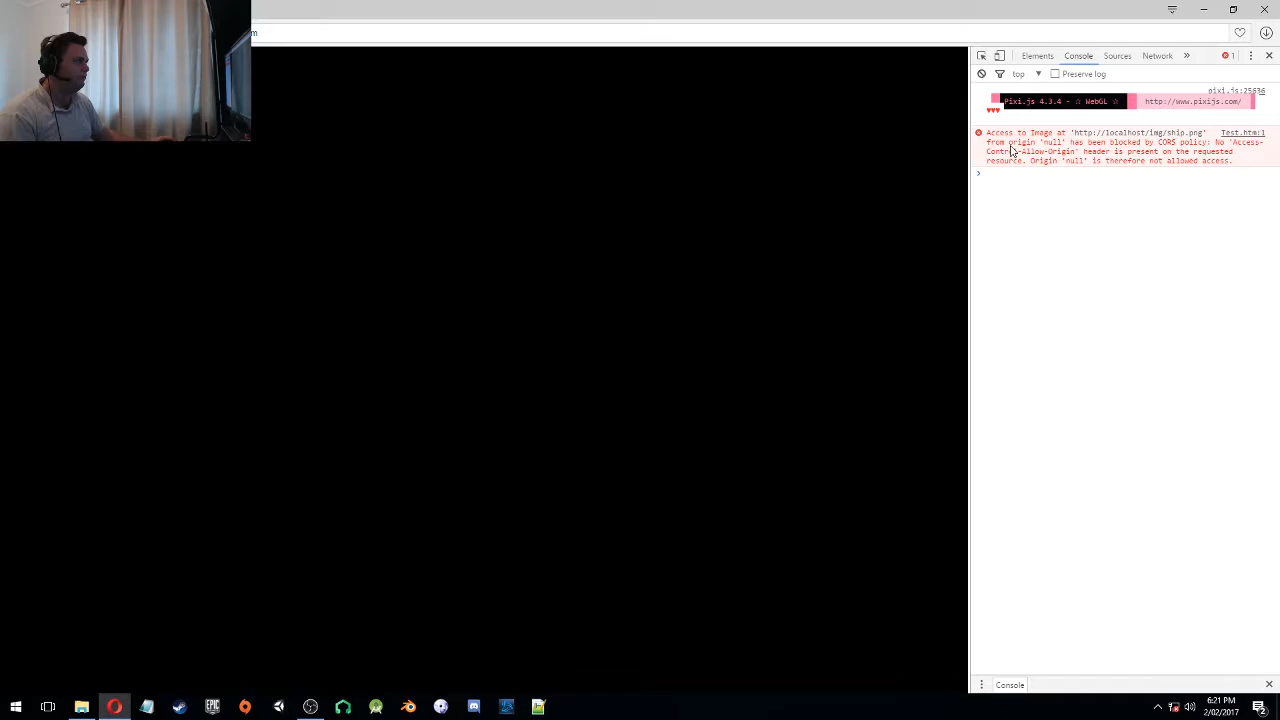 m
Elements Console Sources Network » 1
top ▼ Preserve log
pixi.js:25636
Pixi.js 4.3.4 - ☆ WebGL ☆ http://www.pixijs.com/
♥♥♥
Access to Image at 'http://localhost/img/ship.png' Test.htm:1
from origin 'null' has been blocked by CORS policy: No 'Access-
Control-Allow-Origin' header is present on the requested
resource. Origin 'null' is therefore not allowed access.
Console
EPIC
6:21 PM
2/02/2017